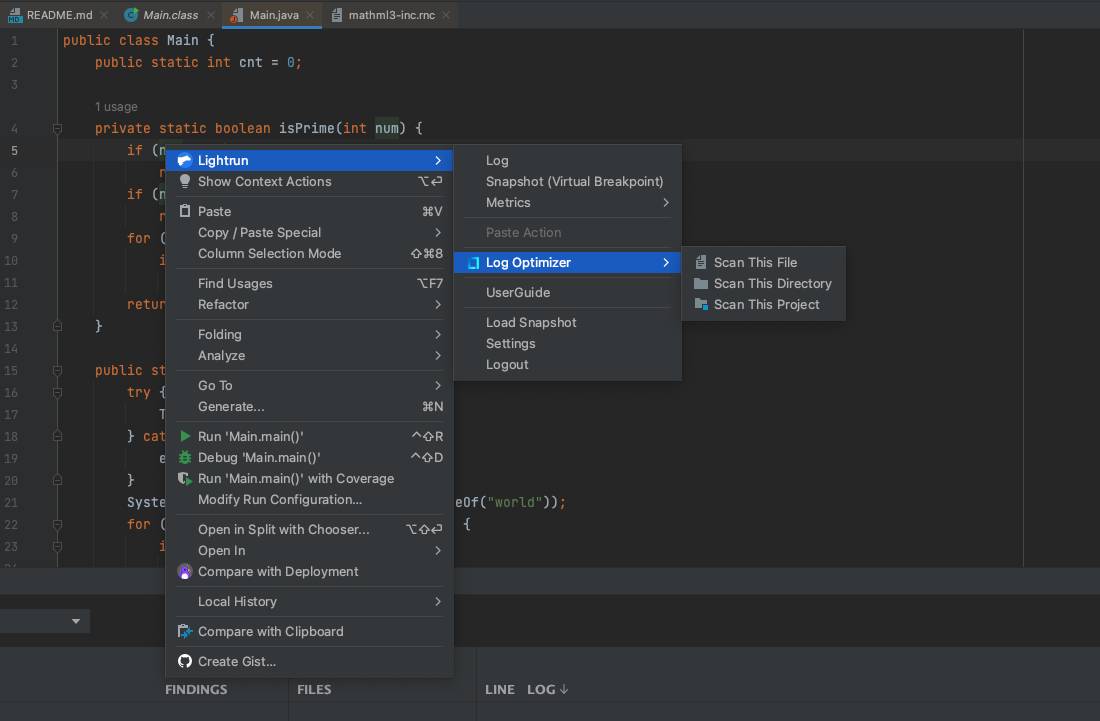 README.md Main.class Main.java mathml3-inc.rnc
1 public class Main {
2 public static int cnt = 0;
3
1 usage
4 private static boolean isPrime(int num) {
5 if (n
6 r
7 if (n
8 r
9 for (
10 i
11
12 retur
13 }
14
15 public st
16 try {
17 T
18 } cat
19 e
20 }
21 Syste eOf("world"));
22 for ( {
23 i
Lightrun
Show Context Actions ⌥↩
Paste ⌘V
Copy / Paste Special
Column Selection Mode ⇧⌘8
Find Usages ⌥F7
Refactor
Folding
Analyze
Go To
Generate... ⌘N
Run 'Main.main()' ^⇧R
Debug 'Main.main()' ^⇧D
Run 'Main.main()' with Coverage
Modify Run Configuration...
Open in Split with Chooser... ⌥⇧↩
Open In
Compare with Deployment
Local History
Compare with Clipboard
Create Gist...
Log
Snapshot (Virtual Breakpoint)
Metrics
Paste Action
Log Optimizer
UserGuide
Load Snapshot
Settings
Logout
Scan This File
Scan This Directory
Scan This Project
FINDINGS FILES LINE LOG ↓